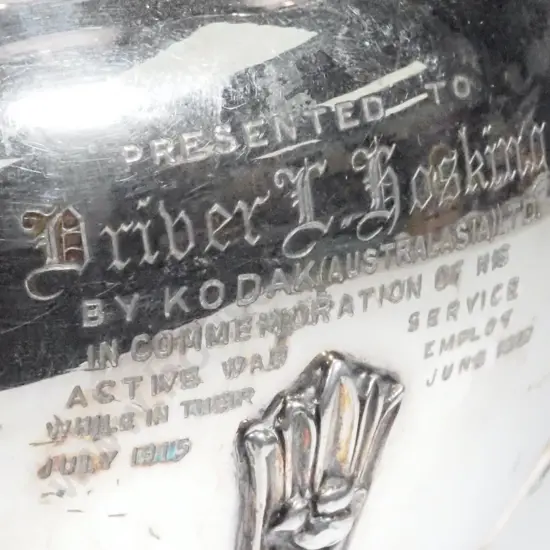 PRESENTED TO
Driver L. Hosking
BY KODAK (AUSTRALASIA) LTD.
IN COMMEMORATION OF HIS
ACTIVE WAR SERVICE
WHILE IN THEIR EMPLOY
JULY 1915 JUNE